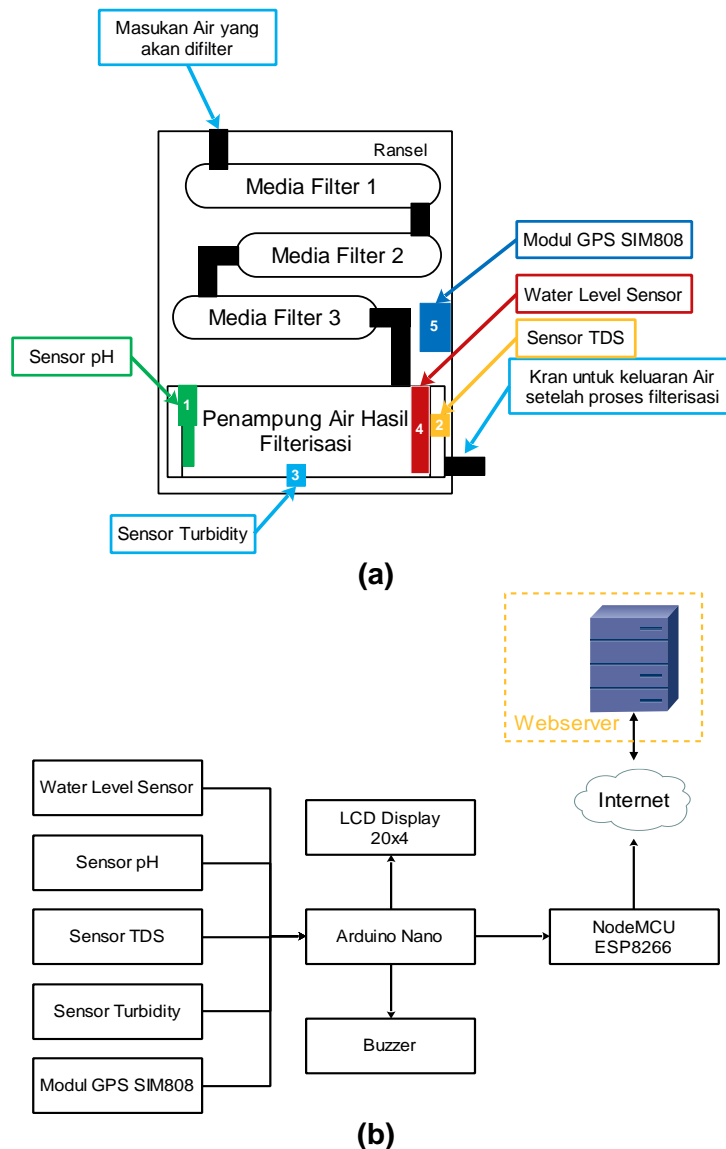 Masukan Air yang
akan difilter
Ransel
Media Filter 1
Media Filter 2
Modul GPS SIM808
Water Level Sensor
Media Filter 3
5
Sensor TDS
Sensor pH
Kran untuk keluaran Air
setelah proses filterisasi
1
Penampung Air Hasil
Filterisasi
4
2
3
Sensor Turbidity
(a)
Webserver
Internet
Water Level Sensor
LCD Display
20x4
Sensor pH
Sensor TDS
Arduino Nano
NodeMCU
ESP8266
Sensor Turbidity
Buzzer
Modul GPS SIM808
(b)